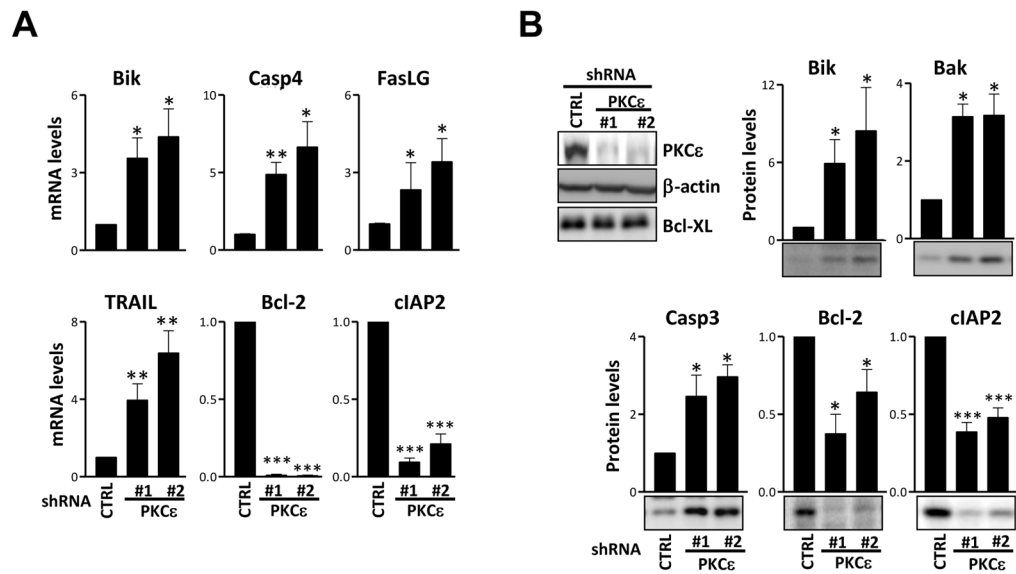 A
Bik
Casp4
FasLG
mRNA levels
6
3
0
*
*
10
5
0
**
*
6
3
0
*
*
TRAIL
Bcl-2
cIAP2
mRNA levels
8
4
0
**
**
1.0
0.5
0.0
***
***
1.0
0.5
0.0
***
***
shRNA
CTRL
#1
#2
PKCε
CTRL
#1
#2
PKCε
CTRL
#1
#2
PKCε
B
shRNA
CTRL
PKCε
#1
#2
PKCε
β-actin
Bcl-XL
Bik
Bak
Protein levels
12
6
0
*
*
4
2
0
*
*
Casp3
Bcl-2
cIAP2
Protein levels
4
2
0
*
*
1.0
0.5
0.0
*
*
1.0
0.5
0.0
***
***
shRNA
CTRL
#1
#2
PKCε
CTRL
#1
#2
PKCε
CTRL
#1
#2
PKCε